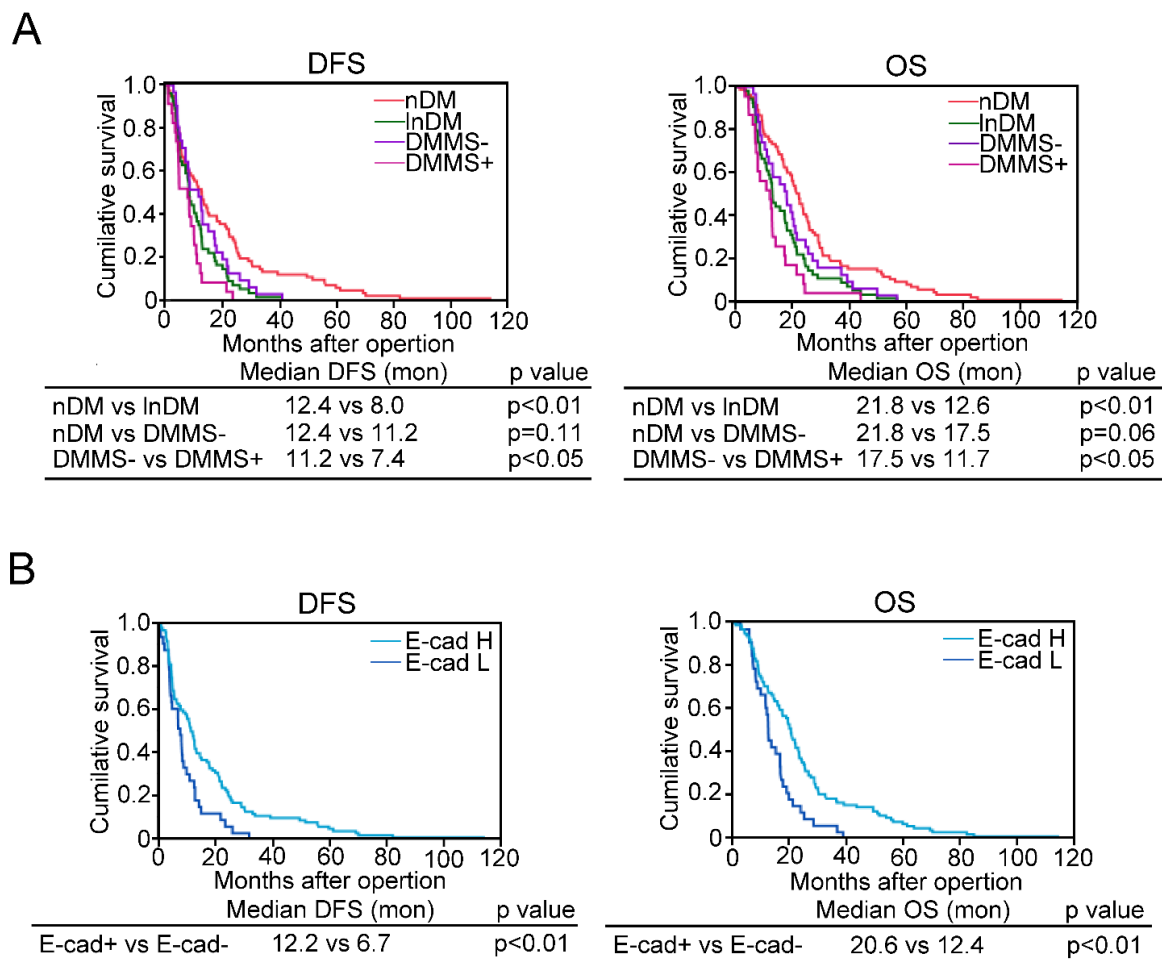 A
DFS
1.0
0.8
0.6
0.4
0.2
0
Cumilative survival
nDM
lnDM
DMMS-
DMMS+
0 20 40 60 80 100 120
Months after opertion
Median DFS (mon) p value
nDM vs lnDM 12.4 vs 8.0 p<0.01
nDM vs DMMS- 12.4 vs 11.2 p=0.11
DMMS- vs DMMS+ 11.2 vs 7.4 p<0.05
OS
1.0
0.8
0.6
0.4
0.2
0
Cumilative survival
nDM
lnDM
DMMS-
DMMS+
0 20 40 60 80 100 120
Months after opertion
Median OS (mon) p value
nDM vs lnDM 21.8 vs 12.6 p<0.01
nDM vs DMMS- 21.8 vs 17.5 p=0.06
DMMS- vs DMMS+ 17.5 vs 11.7 p<0.05
B
DFS
1.0
0.8
0.6
0.4
0.2
0
Cumilative survival
E-cad H
E-cad L
0 20 40 60 80 100 120
Months after opertion
Median DFS (mon) p value
E-cad+ vs E-cad- 12.2 vs 6.7 p<0.01
OS
1.0
0.8
0.6
0.4
0.2
0
Cumilative survival
E-cad H
E-cad L
0 20 40 60 80 100 120
Months after opertion
Median OS (mon) p value
E-cad+ vs E-cad- 20.6 vs 12.4 p<0.01